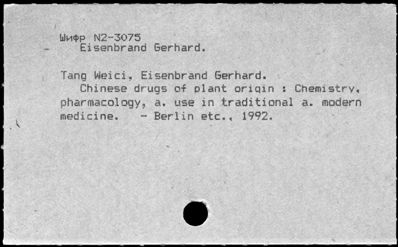 Шифр N2-3075
Eisenbrand Gerhard.
Tang Weici, Eisenbrand Gerhard.
Chinese drugs of plant origin : Chemistry,
pharmacology, a. use in traditional a. modern
medicine. - Berlin etc., 1992.